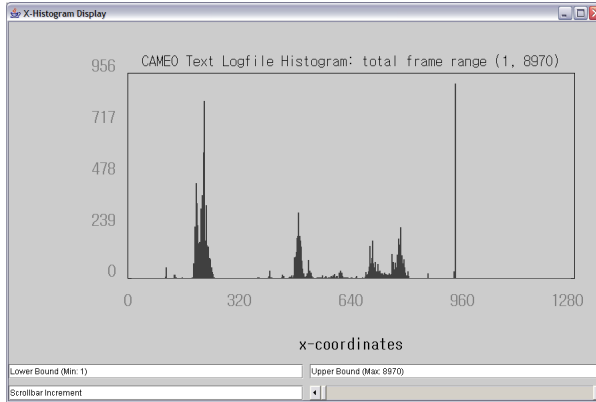 X-Histogram Display
CAMEO Text Logfile Histogram: total frame range (1, 8970)
956
717
478
239
0
0 320 640 960 1280
x-coordinates
Lower Bound (Min: 1) Upper Bound (Max: 8970)
Scrollbar Increment